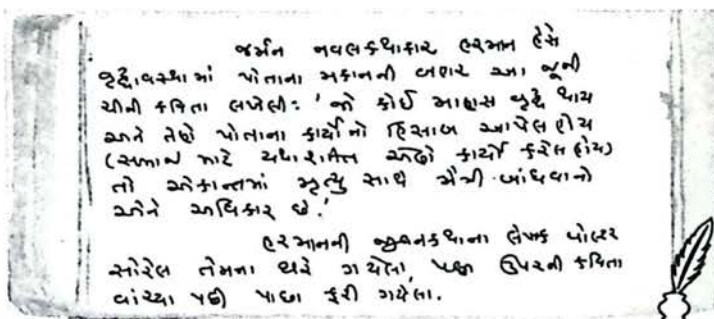 જર્મન નવલકથાકાર હરમાન હેસે
વૃદ્ધાવસ્થામાં પોતાના મકાનની બહાર આ જૂની
ચીની કવિતા લખેલી: 'જો કોઈ માણસ વૃદ્ધ થાય
અને તેણે પોતાના કાર્યોનો હિસાબ આપેલ હોય
(સમાજ માટે યથાશક્તિ એણે કાર્યો કરેલ હોય)
તો એકાન્તમાં મૃત્યુ સાથે મૈત્રી બાંધવાનો
એને અધિકાર છે.'
હરમાનની જીવનકથાના લેખક વોલ્ટર
સોરેલ તેમના ઘરે ગયેલા, પણ ઉપરની કવિતા
વાંચ્યા પછી પાછા ફરી ગયેલા.